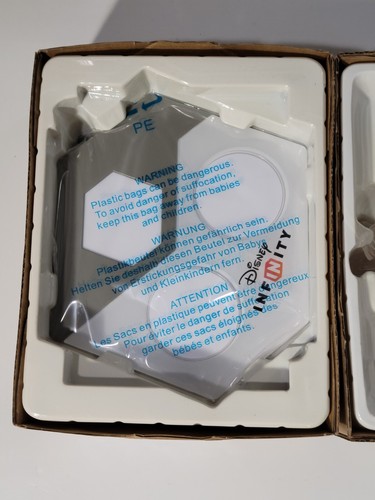 PE
WARNING
Plastic bags can be dangerous.
To avoid danger of suffocation,
keep this bag away from babies
and children.
WARNUNG
Plastikbeutel können gefährlich sein.
Halten Sie deshalb diesen Beutel zur Vermeidung
von Erstickungsgefahr von Babies
und Kleinkindern fern.
ATTENTION
Les Sacs en plastique peuvent être dangereux
Pour éviter le danger de suffocation
garder ces sacs éloignés des
bébés et enfants.
DISNEY
INFINITY